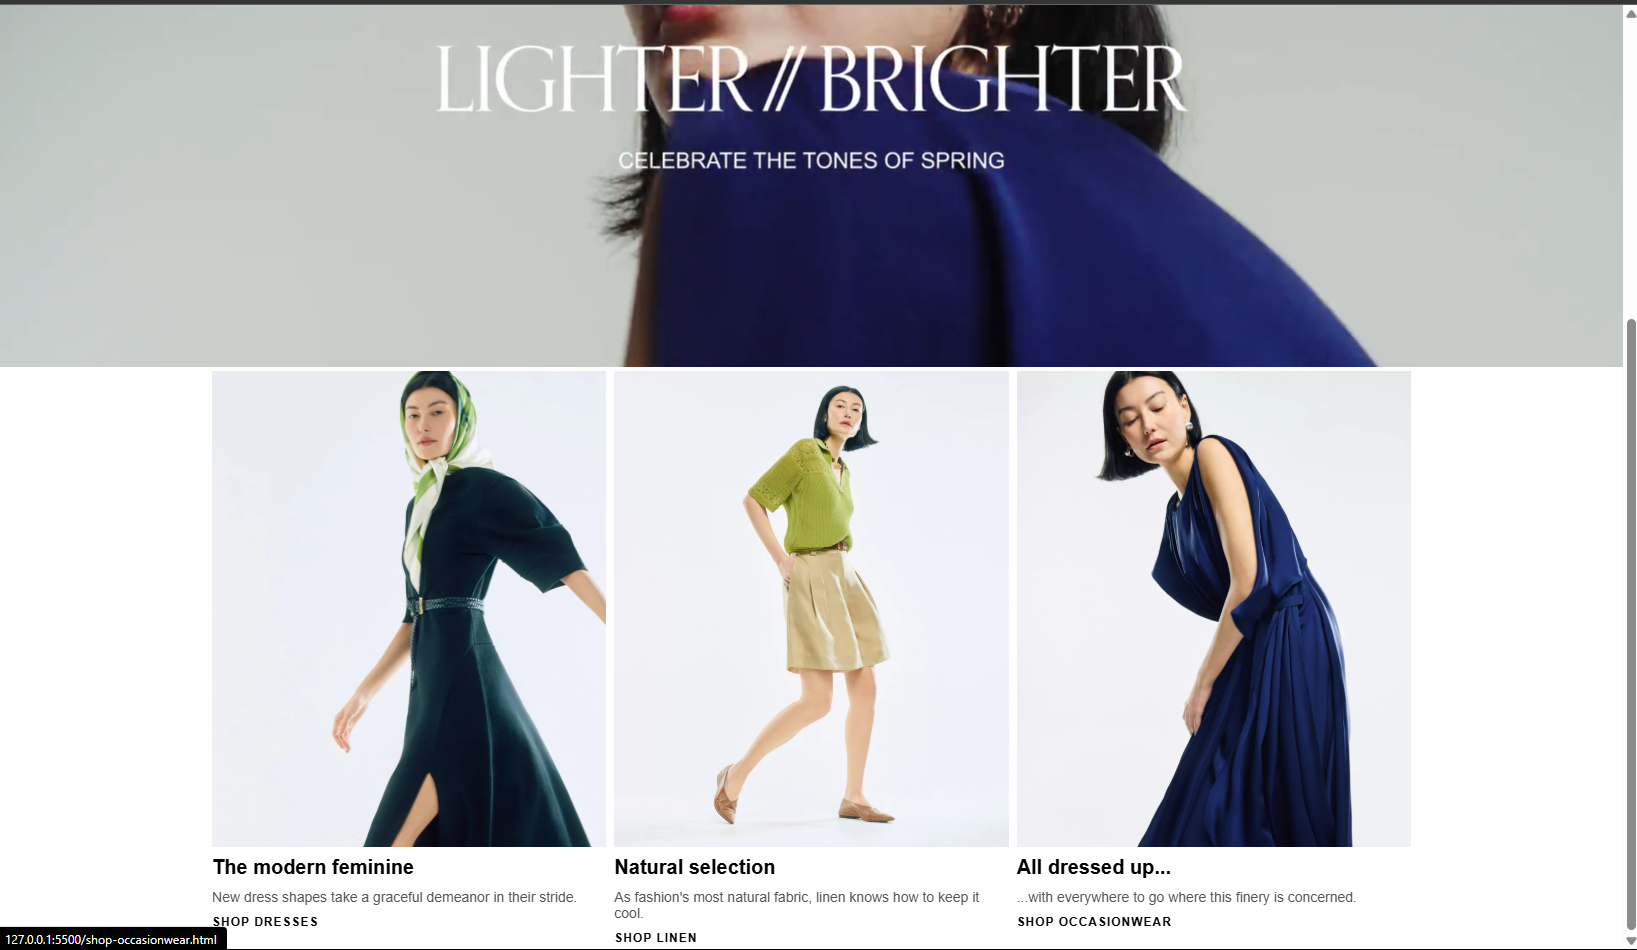 LIGHTER // BRIGHTER
CELEBRATE THE TONES OF SPRING
The modern feminine
New dress shapes take a graceful demeanor in their stride.
SHOP DRESSES
Natural selection
As fashion's most natural fabric, linen knows how to keep it
cool.
SHOP LINEN
All dressed up...
...with everywhere to go where this finery is concerned.
SHOP OCCASIONWEAR
127.0.0.1:5500/shop-occasionwear.html